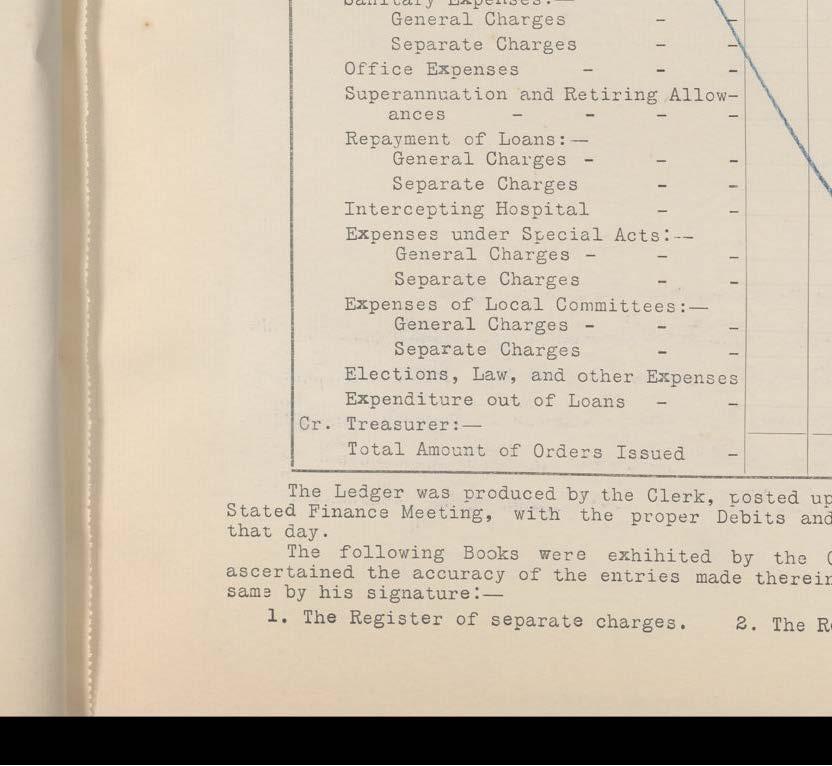 Sanitary Expenses:—
General Charges - -
Separate Charges - -
Office Expenses - - -
Superannuation and Retiring Allow-
ances - - - -
Repayment of Loans:—
General Charges - - -
Separate Charges - -
Intercepting Hospital - -
Expenses under Special Acts:--
General Charges - - -
Separate Charges - -
Expenses of Local Committees:—
General Charges - - -
Separate Charges - -
Elections, Law, and other Expenses
Expenditure out of Loans - -
Cr. Treasurer:—
Total Amount of Orders Issued -
The Ledger was produced by the Clerk, posted up
Stated Finance Meeting, with the proper Debits and
that day.
The following Books were exhihited by the
ascertained the accuracy of the entries made therein
same by his signature:—
1. The Register of separate charges. 2. The